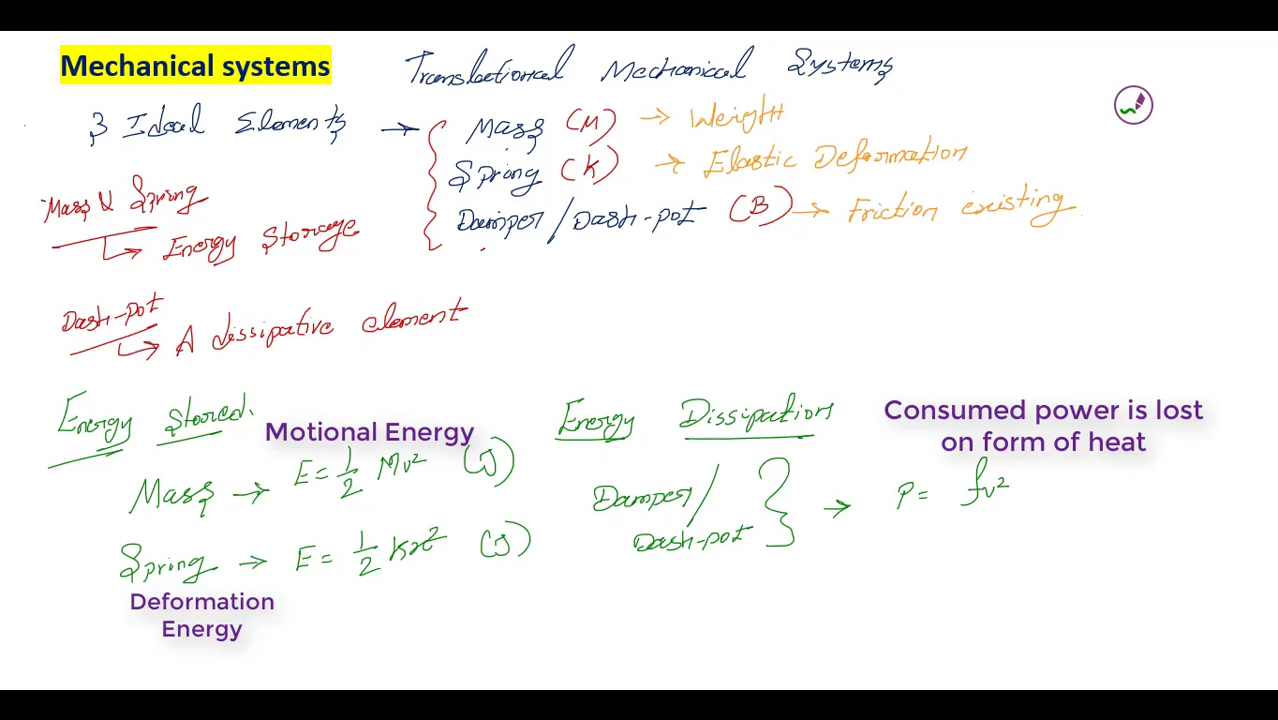 Mechanical systems Translational Mechanical Systems
3 Ideal Elements → Mass (M) → Weight
Spring (K) → Elastic Deformation
Damper/Dash-pot (B) → Friction existing
Mass & Spring
→ Energy Storage
Dash-pot
→ A dissipative element
Energy Stored.
Motional Energy
Mass → E = 1/2 Mv² (J)
Spring → E = 1/2 Kx² (J)
Deformation
Energy
Energy Dissipation
Consumed power is lost
on form of heat
Damper/
Dash-pot } → P = fv²